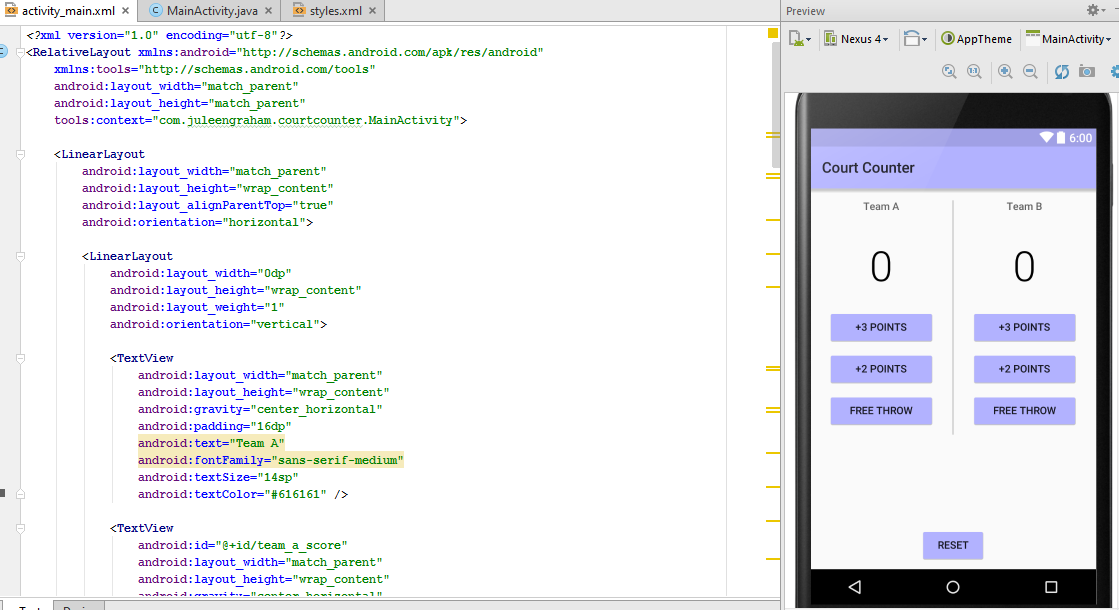 activity_main.xml × MainActivity.java × styles.xml ×
<?xml version="1.0" encoding="utf-8"?>
<RelativeLayout xmlns:android="http://schemas.android.com/apk/res/android"
xmlns:tools="http://schemas.android.com/tools"
android:layout_width="match_parent"
android:layout_height="match_parent"
tools:context="com.juleengraham.courtcounter.MainActivity">
<LinearLayout
android:layout_width="match_parent"
android:layout_height="wrap_content"
android:layout_alignParentTop="true"
android:orientation="horizontal">
<LinearLayout
android:layout_width="0dp"
android:layout_height="wrap_content"
android:layout_weight="1"
android:orientation="vertical">
<TextView
android:layout_width="match_parent"
android:layout_height="wrap_content"
android:gravity="center_horizontal"
android:padding="16dp"
android:text="Team A"
android:fontFamily="sans-serif-medium"
android:textSize="14sp"
android:textColor="#616161" />
<TextView
android:id="@+id/team_a_score"
android:layout_width="match_parent"
android:layout_height="wrap_content"
android:gravity="center_horizontal"
Preview
Nexus 4 AppTheme MainActivity
6:00
Court Counter
Team A Team B
0 0
+3 POINTS +3 POINTS
+2 POINTS +2 POINTS
FREE THROW FREE THROW
RESET